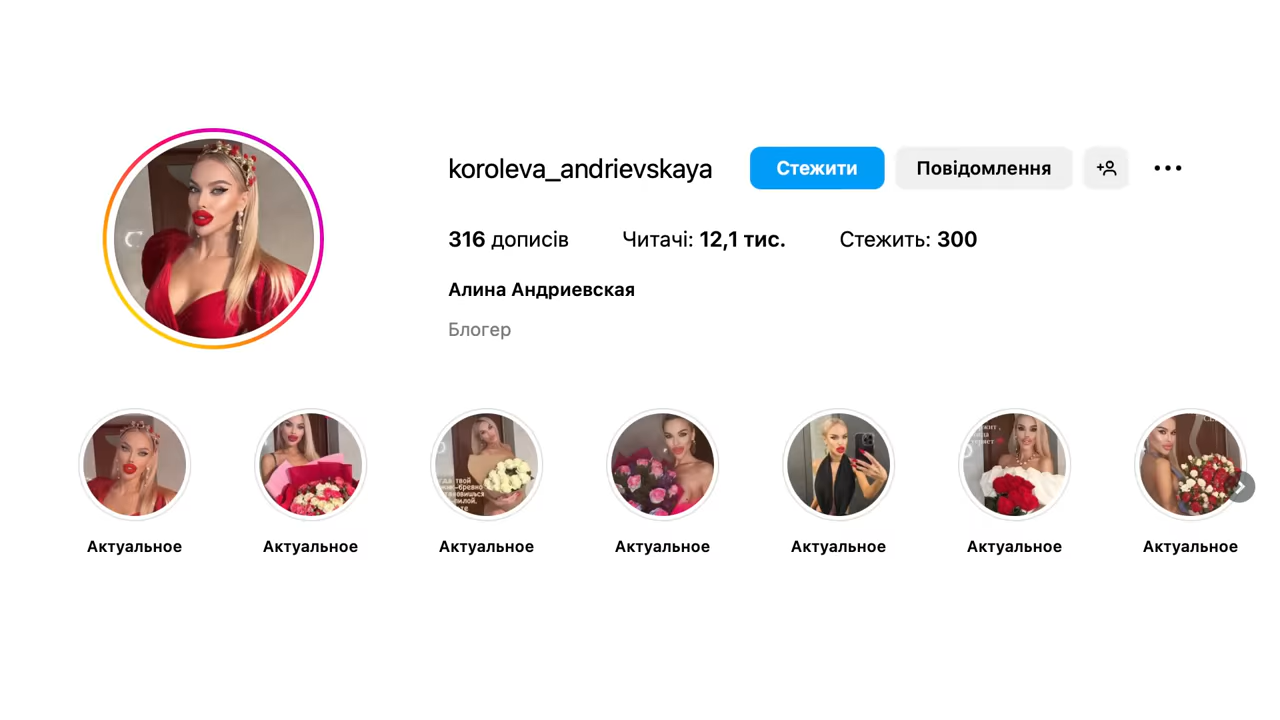 koroleva_andrievskaya
Стежити
Повідомлення
316 дописів
Читачі: 12,1 тис.
Стежить: 300
Алина Андриевская
Блогер
Актуальное
Актуальное
Актуальное
Актуальное
Актуальное
Актуальное
Актуальное